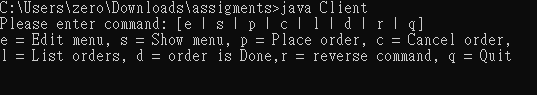 C:\Users\zero\Downloads\assigments>java Client
Please enter command: [e | s | p | c | l | d | r | q]
e = Edit menu, s = Show menu, p = Place order, c = Cancel order,
l = List orders, d = order is Done,r = reverse command, q = Quit